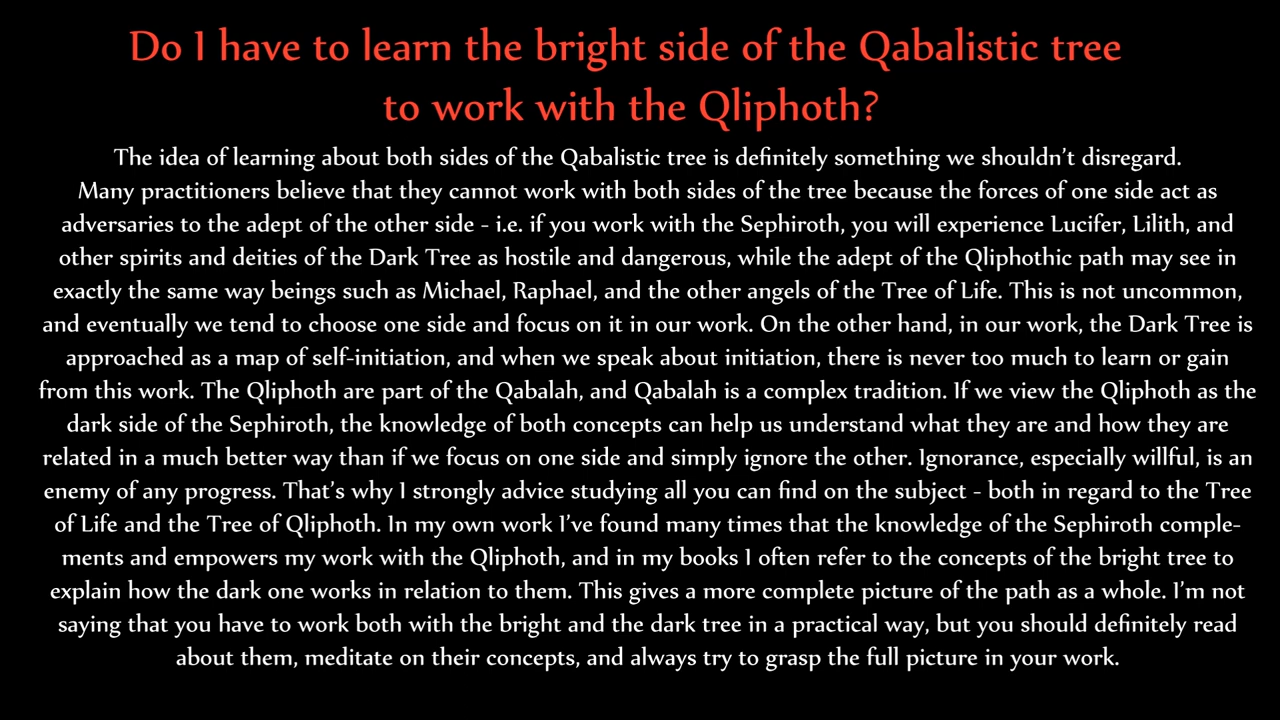 Do I have to learn the bright side of the Qabalistic tree
to work with the Qliphoth?
The idea of learning about both sides of the Qabalistic tree is definitely something we shouldn't disregard.
Many practitioners believe that they cannot work with both sides of the tree because the forces of one side act as
adversaries to the adept of the other side - i.e. if you work with the Sephiroth, you will experience Lucifer, Lilith, and
other spirits and deities of the Dark Tree as hostile and dangerous, while the adept of the Qliphothic path may see in
exactly the same way beings such as Michael, Raphael, and the other angels of the Tree of Life. This is not uncommon,
and eventually we tend to choose one side and focus on it in our work. On the other hand, in our work, the Dark Tree is
approached as a map of self-initiation, and when we speak about initiation, there is never too much to learn or gain
from this work. The Qliphoth are part of the Qabalah, and Qabalah is a complex tradition. If we view the Qliphoth as the
dark side of the Sephiroth, the knowledge of both concepts can help us understand what they are and how they are
related in a much better way than if we focus on one side and simply ignore the other. Ignorance, especially willful, is an
enemy of any progress. That's why I strongly advice studying all you can find on the subject - both in regard to the Tree
of Life and the Tree of Qliphoth. In my own work I've found many times that the knowledge of the Sephiroth comple-
ments and empowers my work with the Qliphoth, and in my books I often refer to the concepts of the bright tree to
explain how the dark one works in relation to them. This gives a more complete picture of the path as a whole. I'm not
saying that you have to work both with the bright and the dark tree in a practical way, but you should definitely read
about them, meditate on their concepts, and always try to grasp the full picture in your work.